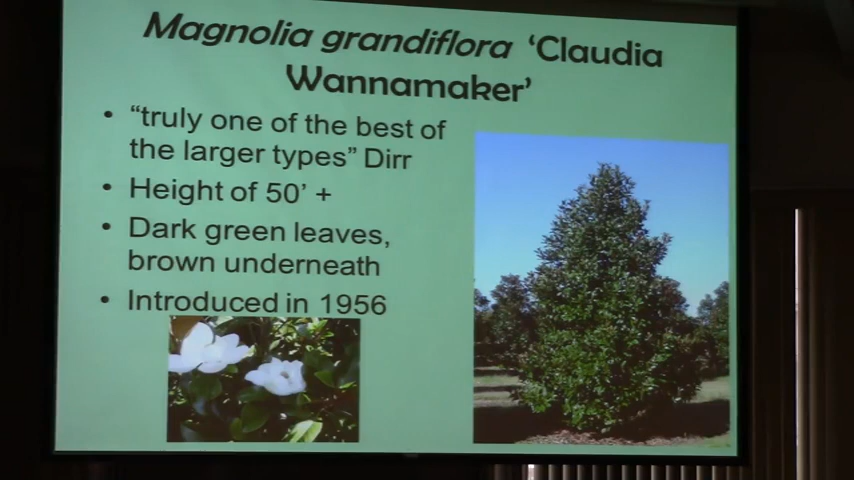 Magnolia grandiflora ‘Claudia
Wannamaker’
• “truly one of the best of
the larger types” Dirr
• Height of 50’ +
• Dark green leaves,
brown underneath
• Introduced in 1956